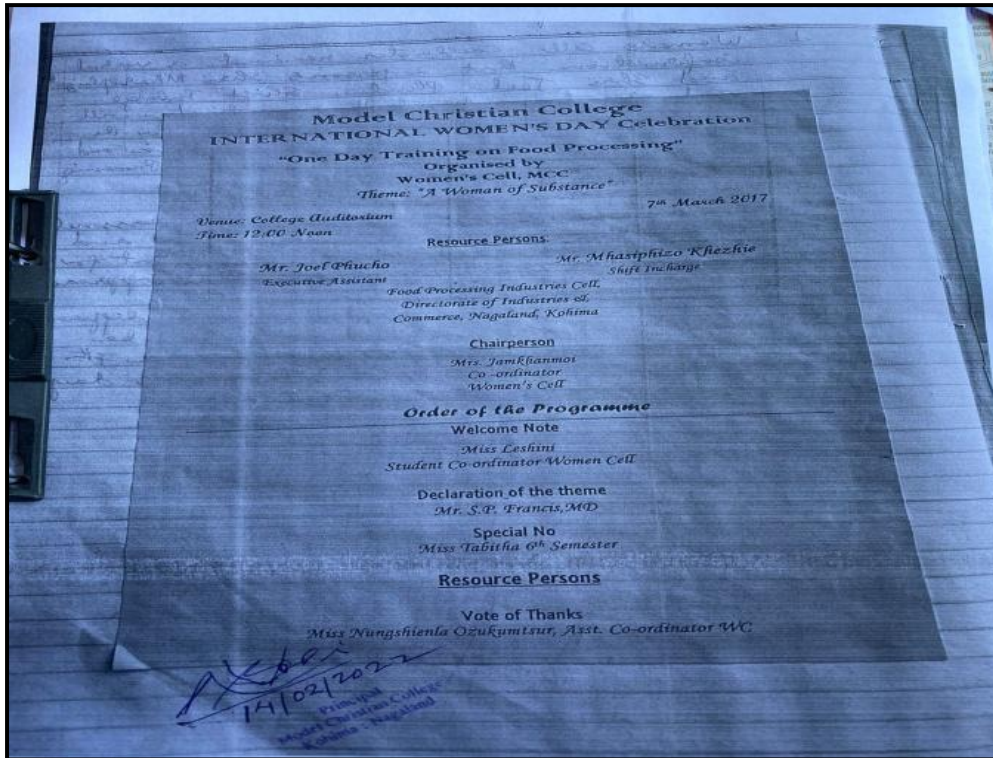 Model Christian College
INTERNATIONAL WOMEN'S DAY Celebration
"One Day Training on Food Processing"
Organised by
Women's Cell, MCC
Theme: "A Woman of Substance"
7th March 2017
Venue: College Auditorium
Time: 12:00 Noon
Resource Persons
Mr. Joel Phucho
Executive Assistant
Mr. Mhasiphizo Khezhie
Shift Incharge
Food Processing Industries Cell,
Directorate of Industries &,
Commerce, Nagaland, Kohima
Chairperson
Mrs. Jamkhanmoi
Co -ordinator
Women's Cell
Order of the Programme
Welcome Note
Miss Leshini
Student Co-ordinator Women Cell
Declaration of the theme
Mr. S.P. Francis,MD
Special No
Miss Tabitha 6th Semester
Resource Persons
Vote of Thanks
Miss Nungshienla Ozukumtsur, Asst. Co-ordinator WC
14/02/2022
Principal
Model Christian College
Kohima : Nagaland